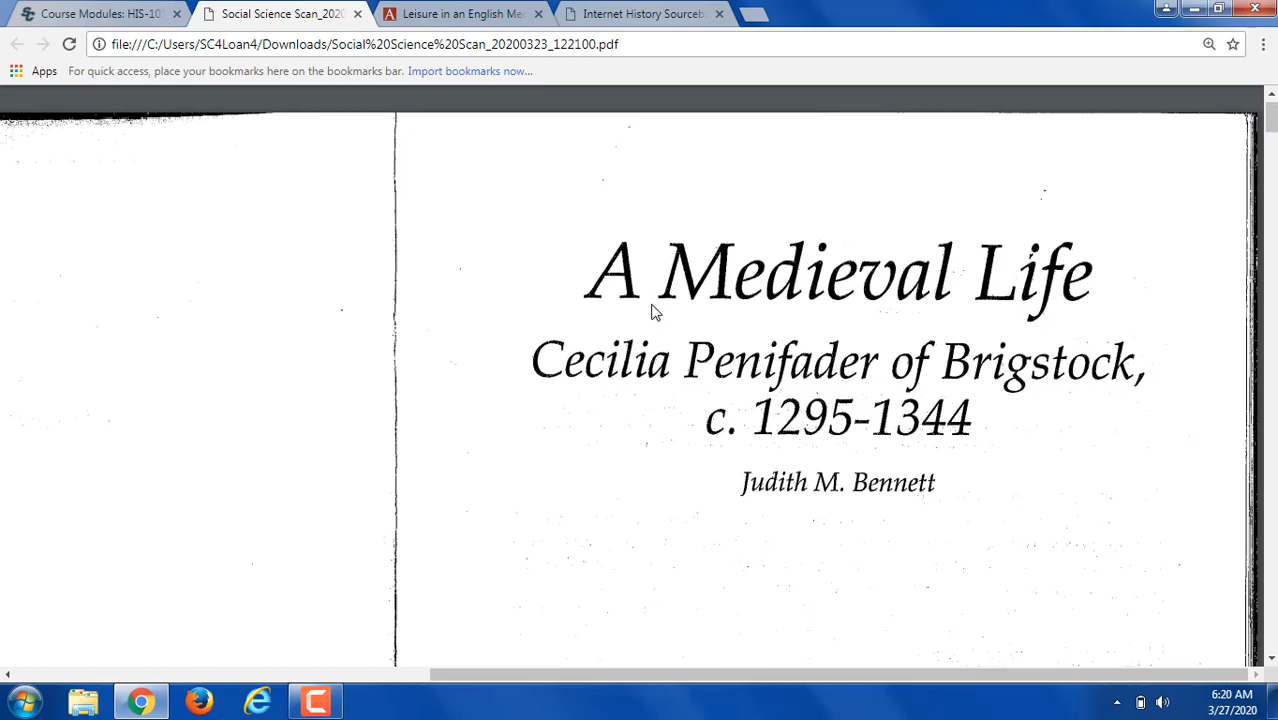 Course Modules: HIS-10
Social Science Scan_2020
Leisure in an English Me
Internet History Sourceb
file:///C:/Users/SC4Loan4/Downloads/Social%20Science%20Scan_20200323_122100.pdf
Apps For quick access, place your bookmarks here on the bookmarks bar. Import bookmarks now...
A Medieval Life
Cecilia Penifader of Brigstock,
c. 1295-1344
Judith M. Bennett
6:20 AM
3/27/2020